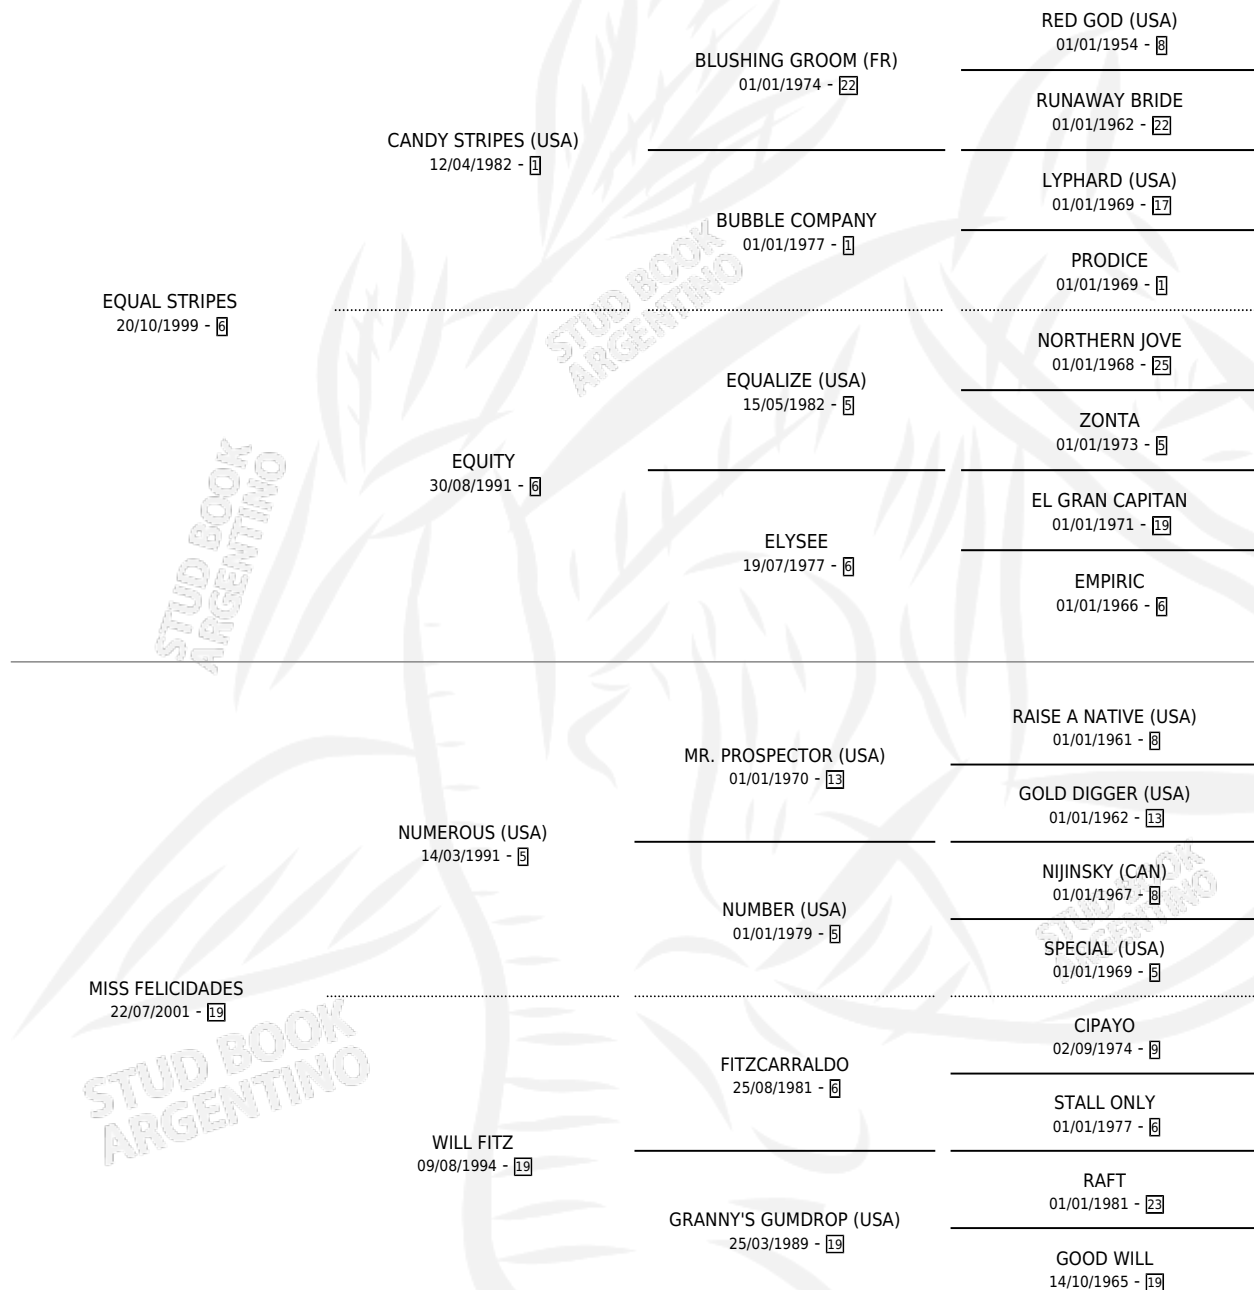 RED GOD (USA)
01/01/1954 - 8
BLUSHING GROOM (FR)
01/01/1974 - 22
RUNAWAY BRIDE
01/01/1962 - 22
CANDY STRIPES (USA)
12/04/1982 - 1
LYPHARD (USA)
01/01/1969 - 17
BUBBLE COMPANY
01/01/1977 - 1
PRODICE
01/01/1969 - 1
EQUAL STRIPES
20/10/1999 - 6
NORTHERN JOVE
01/01/1968 - 25
EQUALIZE (USA)
15/05/1982 - 5
ZONTA
01/01/1973 - 5
EQUITY
30/08/1991 - 6
EL GRAN CAPITAN
01/01/1971 - 19
ELYSEE
19/07/1977 - 6
EMPIRIC
01/01/1966 - 6
RAISE A NATIVE (USA)
01/01/1961 - 8
MR. PROSPECTOR (USA)
01/01/1970 - 13
GOLD DIGGER (USA)
01/01/1962 - 13
NUMEROUS (USA)
14/03/1991 - 5
NIJINSKY (CAN)
01/01/1967 - 8
NUMBER (USA)
01/01/1979 - 5
SPECIAL (USA)
01/01/1969 - 5
MISS FELICIDADES
22/07/2001 - 19
CIPAYO
02/09/1974 - 9
FITZCARRALDO
25/08/1981 - 6
STALL ONLY
01/01/1977 - 6
WILL FITZ
09/08/1994 - 19
RAFT
01/01/1981 - 23
GRANNY'S GUMDROP (USA)
25/03/1989 - 19
GOOD WILL
14/10/1965 - 19
STUD BOOK
ARGENTINO
STUD BOOK
ARGENTINO
STUD BOOK
ARGENTINO
STUD BOOK
ARGENTINO